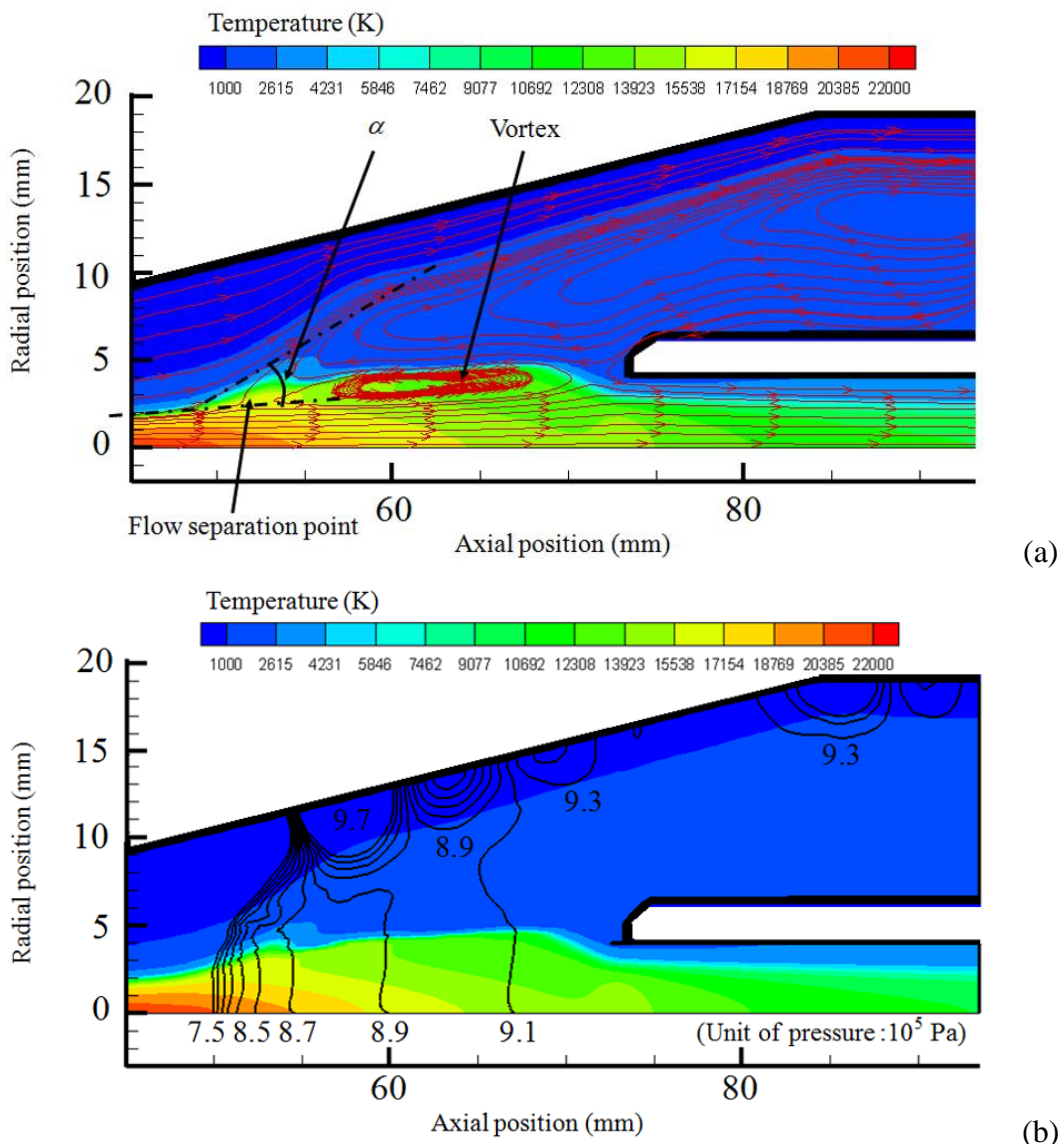 Temperature (K)
1000 2615 4231 5846 7462 9077 10692 12308 13923 15538 17154 18769 20385 22000
20
α
Vortex
15
10
5
0
Radial position (mm)
60
80
Flow separation point
Axial position (mm)
(a)
Temperature (K)
1000 2615 4231 5846 7462 9077 10692 12308 13923 15538 17154 18769 20385 22000
20
15
10
5
0
Radial position (mm)
9.7
8.9
9.3
9.3
7.5 8.5 8.7 8.9 9.1 (Unit of pressure :10⁵ Pa)
60
80
Axial position (mm)
(b)